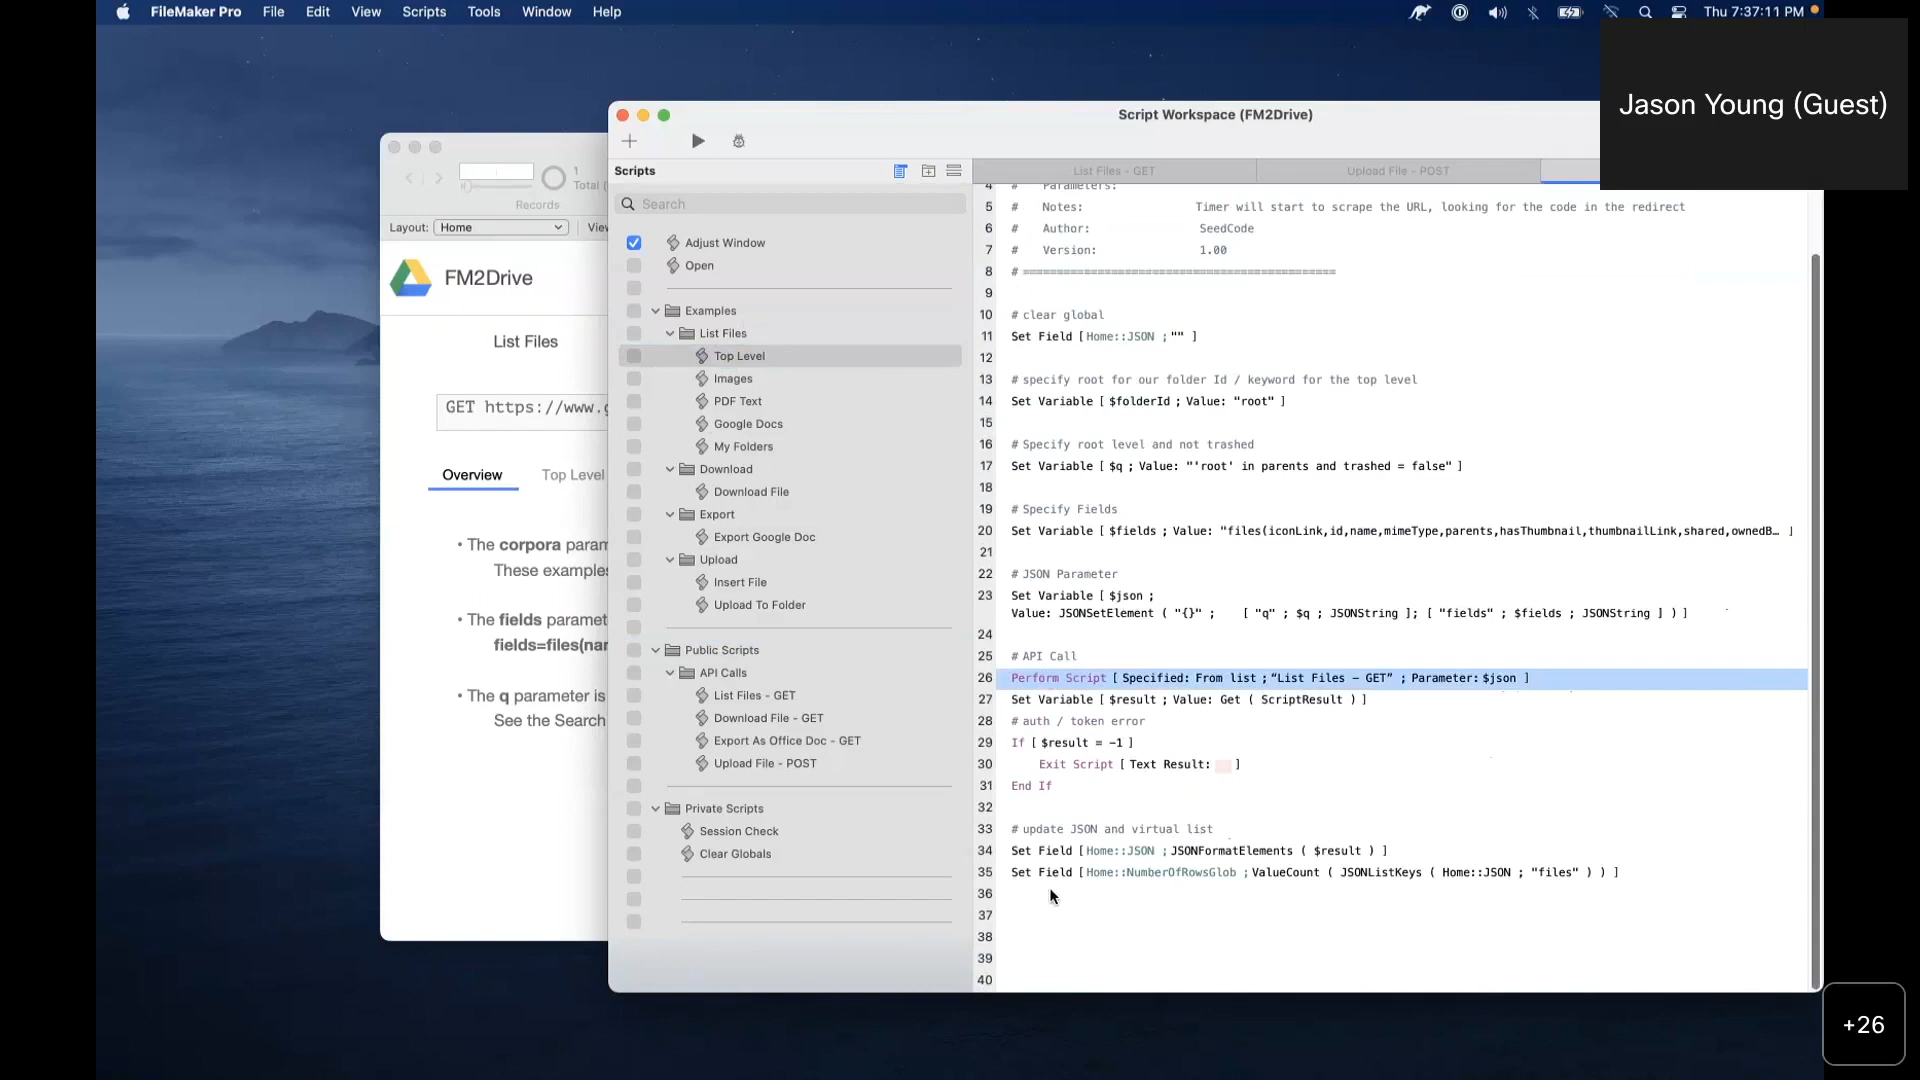 FileMaker Pro File Edit View Scripts Tools Window Help
Thu 7:37:11 PM
Jason Young (Guest)
Script Workspace (FM2Drive)
1
Total (
Records
Layout: Home
View
FM2Drive
List Files
GET https://www.g
Overview Top Level
• The corpora param
These examples
• The fields paramet
fields=files(nan
• The q parameter is
See the Search
Scripts
Search
Adjust Window
Open
Examples
List Files
Top Level
Images
PDF Text
Google Docs
My Folders
Download
Download File
Export
Export Google Doc
Upload
Insert File
Upload To Folder
Public Scripts
API Calls
List Files - GET
Download File - GET
Export As Office Doc - GET
Upload File - POST
Private Scripts
Session Check
Clear Globals
List Files - GET Upload File - POST
4 # Parameters:
5 # Notes: Timer will start to scrape the URL, looking for the code in the redirect
6 # Author: SeedCode
7 # Version: 1.00
8 # ==============================================
9
10 # clear global
11 Set Field [ Home::JSON ; "" ]
12
13 # specify root for our folder Id / keyword for the top level
14 Set Variable [ $folderId ; Value: "root" ]
15
16 # Specify root level and not trashed
17 Set Variable [ $q ; Value: "'root' in parents and trashed = false" ]
18
19 # Specify Fields
20 Set Variable [ $fields ; Value: "files(iconLink,id,name,mimeType,parents,hasThumbnail,thumbnailLink,shared,ownedB… ]
21
22 # JSON Parameter
23 Set Variable [ $json ;
Value: JSONSetElement ( "{}" ; [ "q" ; $q ; JSONString ]; [ "fields" ; $fields ; JSONString ] ) ]
24
25 # API Call
26 Perform Script [ Specified: From list ; “List Files – GET” ; Parameter: $json ]
27 Set Variable [ $result ; Value: Get ( ScriptResult ) ]
28 # auth / token error
29 If [ $result = -1 ]
30 Exit Script [ Text Result: ]
31 End If
32
33 # update JSON and virtual list
34 Set Field [ Home::JSON ; JSONFormatElements ( $result ) ]
35 Set Field [ Home::NumberOfRowsGlob ; ValueCount ( JSONListKeys ( Home::JSON ; "files" ) ) ]
36
37
38
39
40
+26